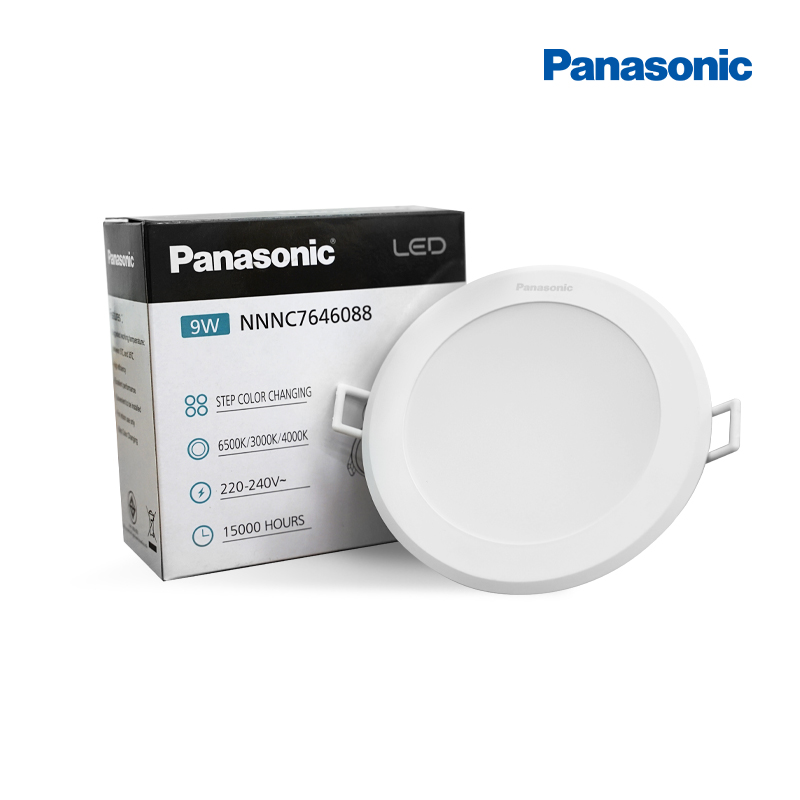 Panasonic
Panasonic
Panasonic® LED
Panasonic
9W NNNC7646088
STEP COLOR CHANGING
6500K/3000K/4000K
220-240V~
15000 HOURS